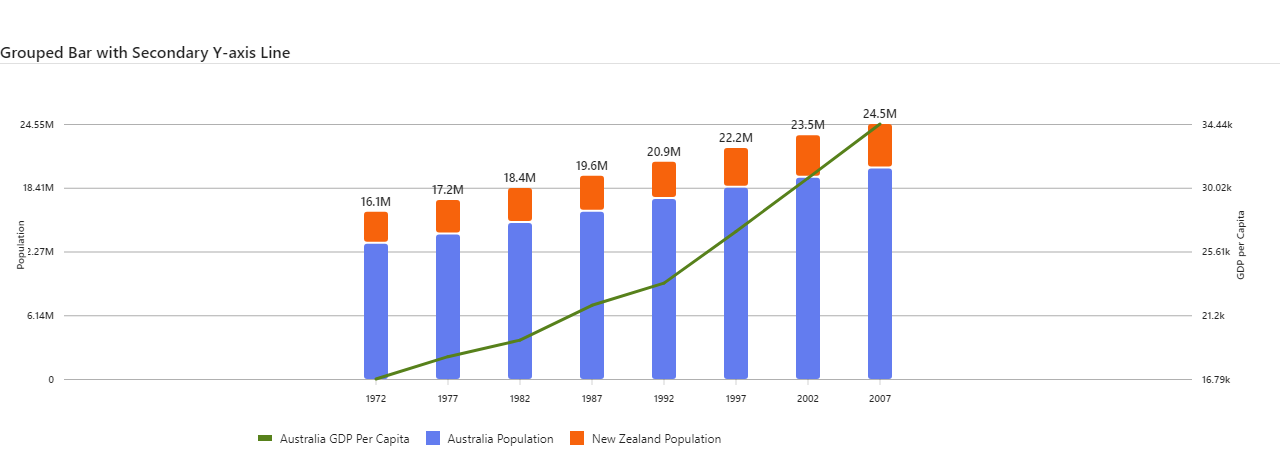 Grouped Bar with Secondary Y-axis Line
24.55M
18.41M
2.27M
6.14M
0
Population
16.1M
17.2M
18.4M
19.6M
20.9M
22.2M
23.5M
24.5M
34.44k
30.02k
25.61k
21.2k
16.79k
GDP per Capita
1972 1977 1982 1987 1992 1997 2002 2007
Australia GDP Per Capita Australia Population New Zealand Population